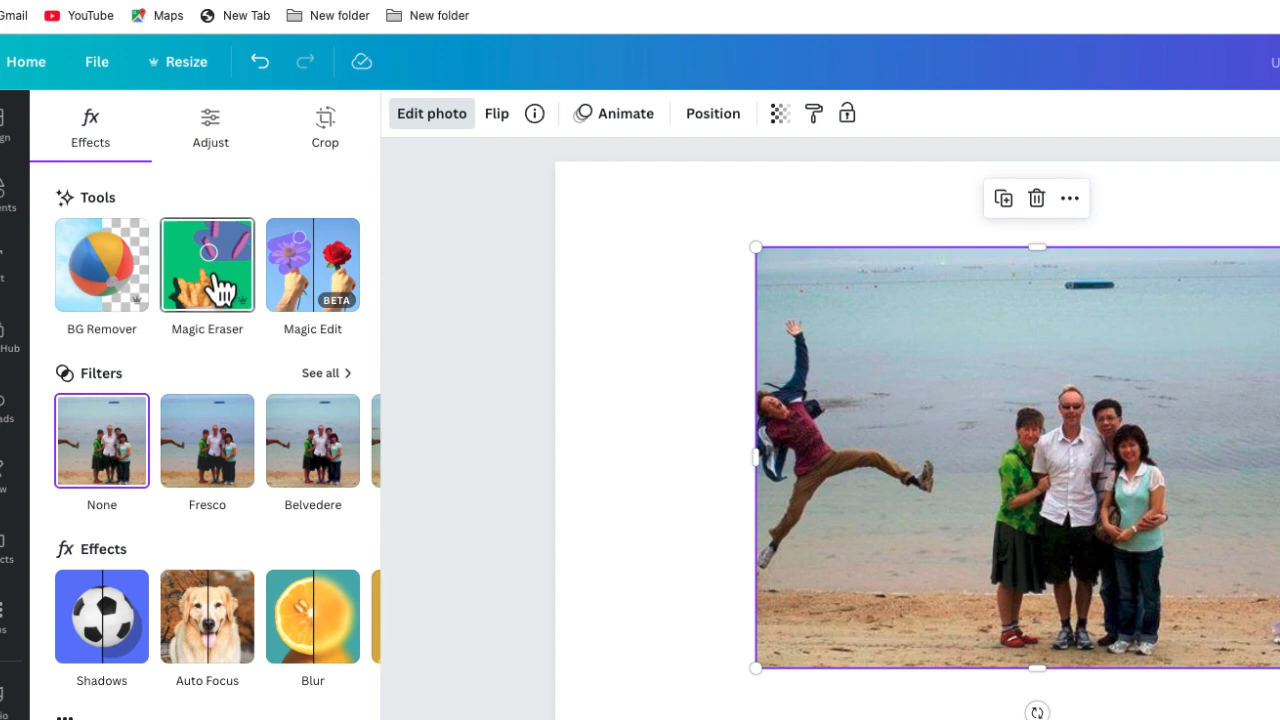 Gmail YouTube Maps New Tab New folder New folder
Home File Resize
Edit photo Flip Animate Position
Effects Adjust Crop
Tools
BETA
BG Remover Magic Eraser Magic Edit
Filters See all
None Fresco Belvedere
fx Effects
Shadows Auto Focus Blur